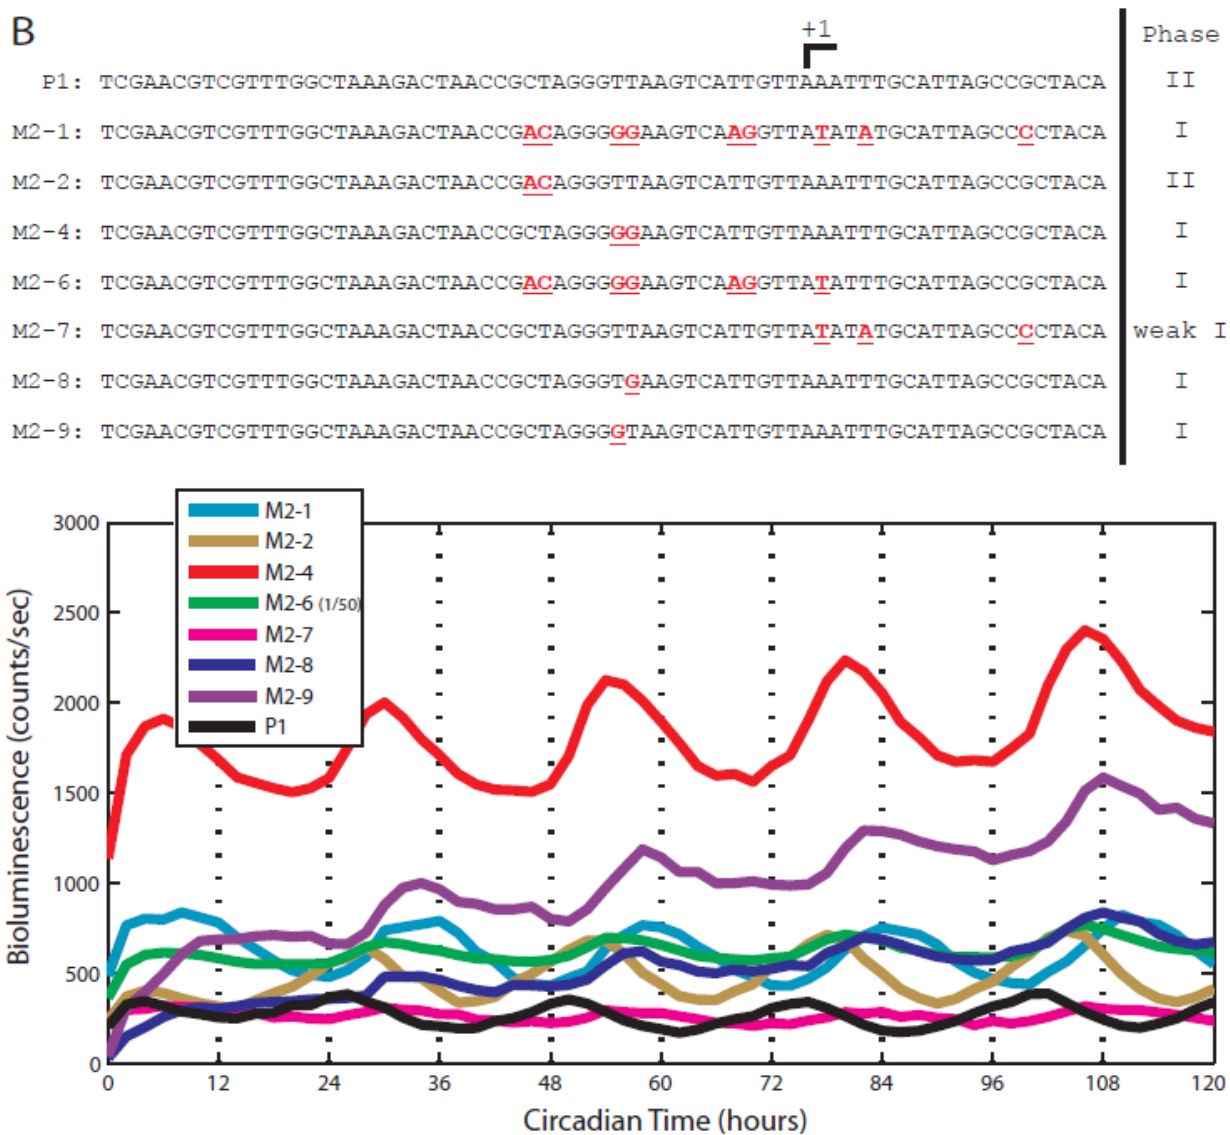 B
+1
Phase
P1: TCGAACGTCGTTTGGCTAAAGACTAACCGCTAGGGTTAAGTCATTGTTAAATTTGCATTAGCCGCTACA II
M2-1: TCGAACGTCGTTTGGCTAAAGACTAACCGACAGGGGGAAGTCAAGGTTATATATGCATTAGCCCCTACA I
M2-2: TCGAACGTCGTTTGGCTAAAGACTAACCGACAGGGTTAAGTCATTGTTAAATTTGCATTAGCCGCTACA II
M2-4: TCGAACGTCGTTTGGCTAAAGACTAACCGCTAGGGGGAAGTCATTGTTAAATTTGCATTAGCCGCTACA I
M2-6: TCGAACGTCGTTTGGCTAAAGACTAACCGACAGGGGGAAGTCAAGGTTATATTTGCATTAGCCGCTACA I
M2-7: TCGAACGTCGTTTGGCTAAAGACTAACCGCTAGGGTTAAGTCATTGTTATATATGCATTAGCCCCTACA weak I
M2-8: TCGAACGTCGTTTGGCTAAAGACTAACCGCTAGGGTGAAGTCATTGTTAAATTTGCATTAGCCGCTACA I
M2-9: TCGAACGTCGTTTGGCTAAAGACTAACCGCTAGGGGTAAGTCATTGTTAAATTTGCATTAGCCGCTACA I
M2-1
M2-2
M2-4
M2-6 (1/50)
M2-7
M2-8
M2-9
P1
Bioluminescence (counts/sec)
3000
2500
2000
1500
1000
500
0
0 12 24 36 48 60 72 84 96 108 120
Circadian Time (hours)